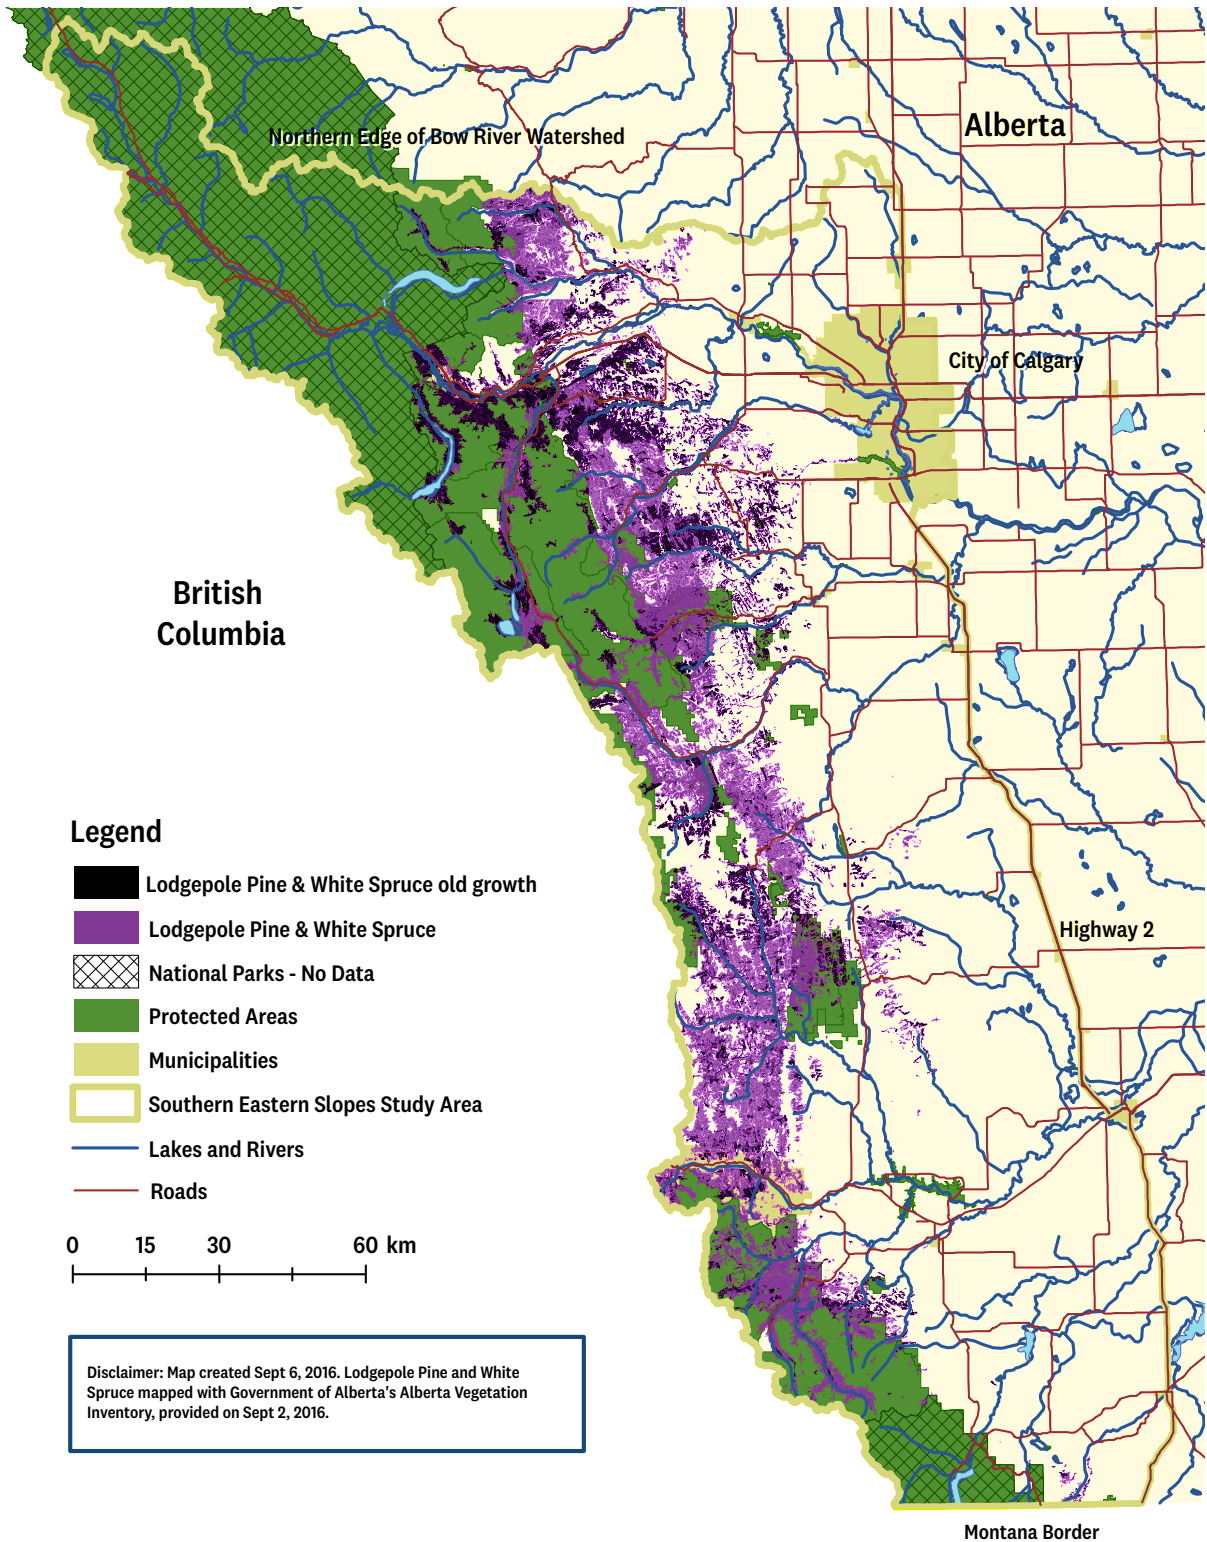 Northern Edge of Bow River Watershed
Alberta
City of Calgary
British
Columbia
Legend
Lodgepole Pine & White Spruce old growth
Lodgepole Pine & White Spruce
National Parks - No Data
Protected Areas
Municipalities
Southern Eastern Slopes Study Area
Lakes and Rivers
Roads
Highway 2
0 15 30 60 km
Disclaimer: Map created Sept 6, 2016. Lodgepole Pine and White
Spruce mapped with Government of Alberta's Alberta Vegetation
Inventory, provided on Sept 2, 2016.
Montana Border